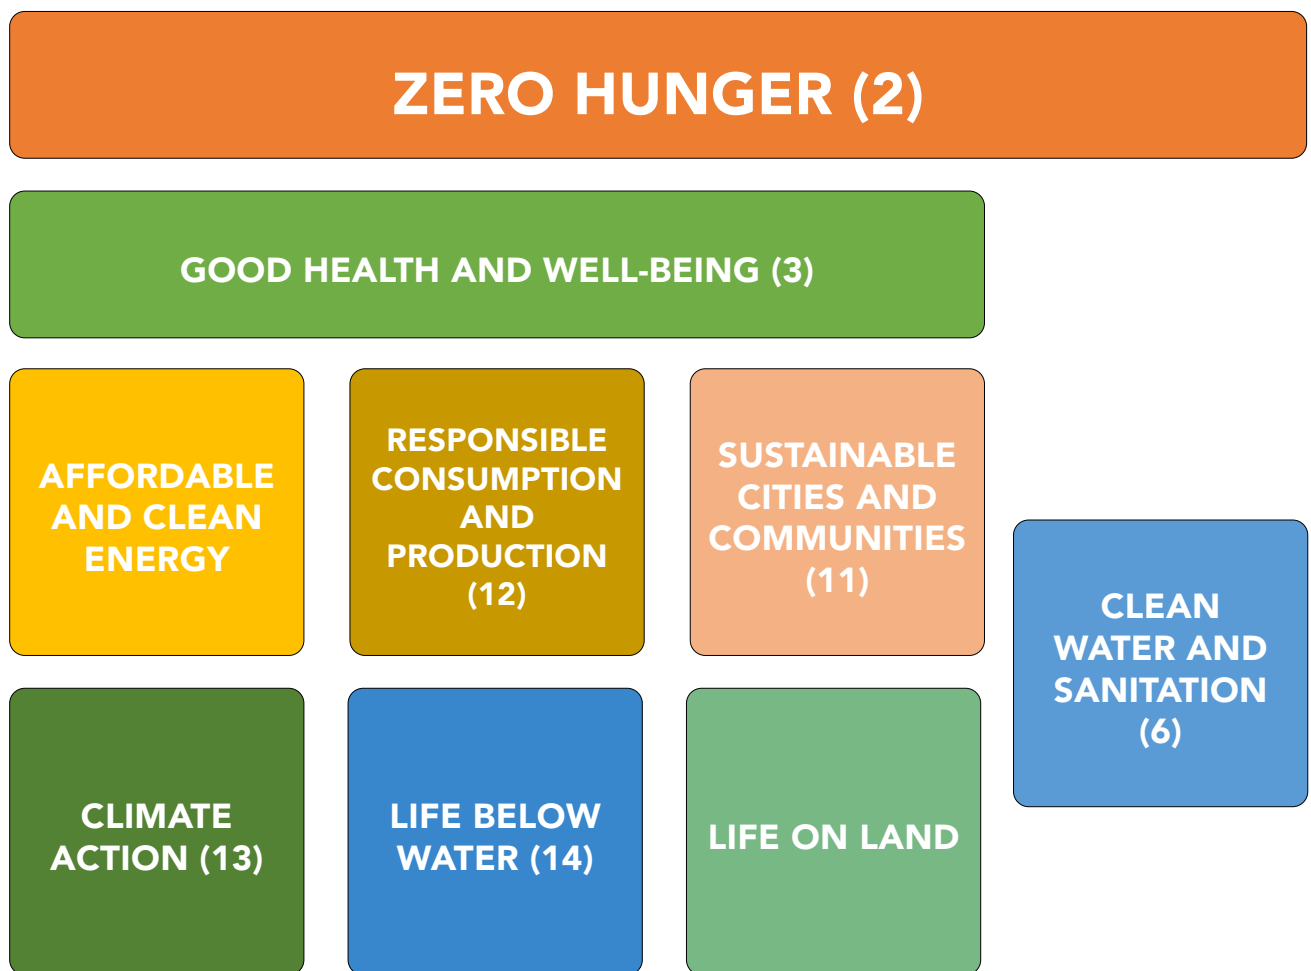 ZERO HUNGER (2)
GOOD HEALTH AND WELL-BEING (3)
AFFORDABLE
AND CLEAN
ENERGY
RESPONSIBLE
CONSUMPTION
AND
PRODUCTION
(12)
SUSTAINABLE
CITIES AND
COMMUNITIES
(11)
CLEAN
WATER AND
SANITATION
(6)
CLIMATE
ACTION (13)
LIFE BELOW
WATER (14)
LIFE ON LAND